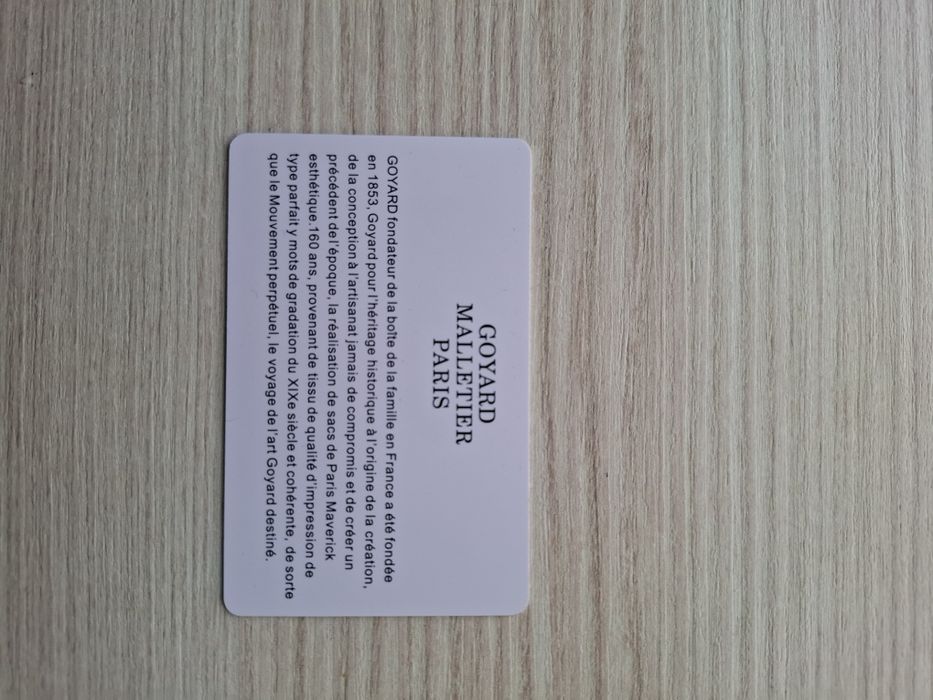 GOYARD
MALLETIER
PARIS
GOYARD fondateur de la boîte de la famille en France a été fondée
en 1853, Goyard pour l'héritage historique à l'origine de la création,
de la conception à l'artisanat jamais de compromis et de créer un
précédent de l'époque, la réalisation de sacs de Paris Maverick
esthétique.160 ans, provenant de tissu de qualité d'impression de
type parfait y mots de gradation du XIXe siècle et cohérente, de sorte
que le Mouvement perpétuel, le voyage de l'art Goyard destiné.